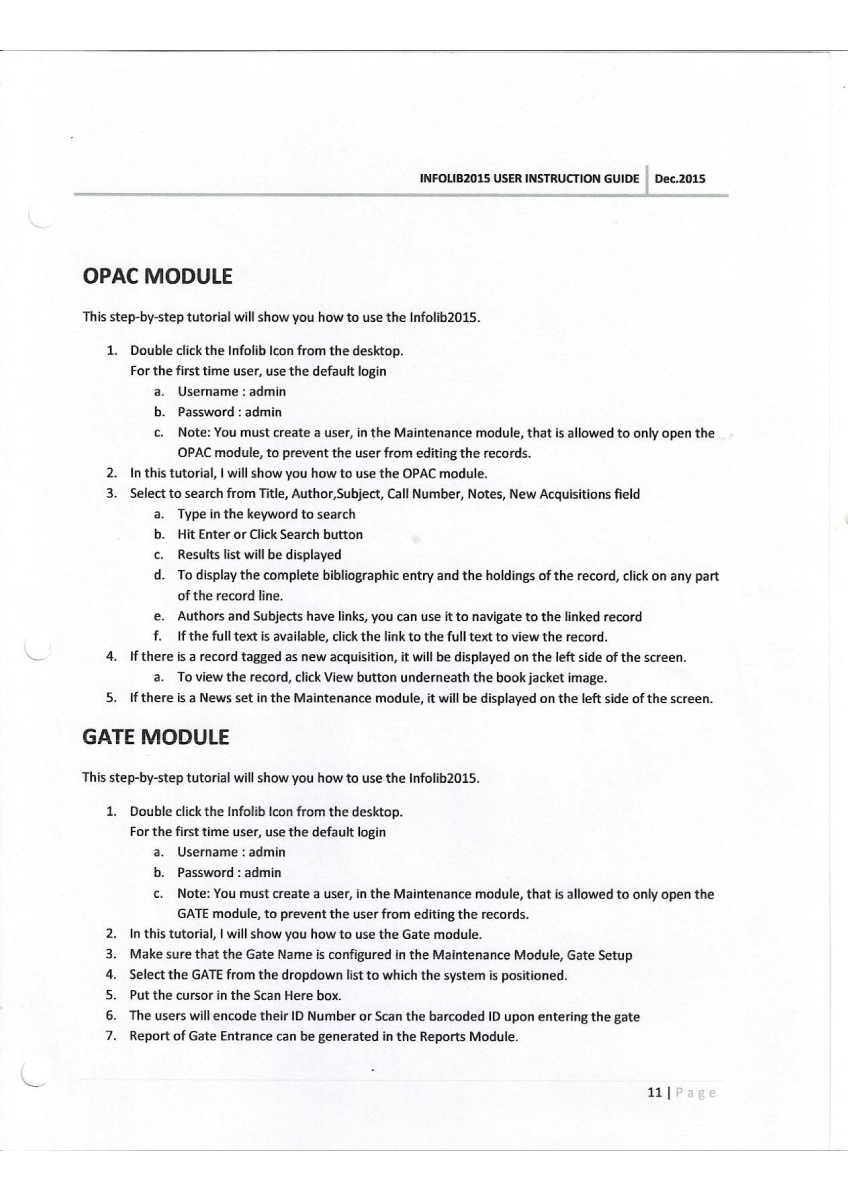 INFOLIB2015 USER INSTRUCTION GUIDE Dec.2015
OPAC MODULE
This step-by-step tutorial will show you how to use the Infolib2015.
1. Double click the Infolib Icon from the desktop.
For the first time user, use the default login
a. Username : admin
b. Password : admin
c. Note: You must create a user, in the Maintenance module, that is allowed to only open the
OPAC module, to prevent the user from editing the records.
2. In this tutorial, I will show you how to use the OPAC module.
3. Select to search from Title, Author,Subject, Call Number, Notes, New Acquisitions field
a. Type in the keyword to search
b. Hit Enter or Click Search button
c. Results list will be displayed
d. To display the complete bibliographic entry and the holdings of the record, click on any part
of the record line.
e. Authors and Subjects have links, you can use it to navigate to the linked record
f. If the full text is available, click the link to the full text to view the record.
4. If there is a record tagged as new acquisition, it will be displayed on the left side of the screen.
a. To view the record, click View button underneath the book jacket image.
5. If there is a News set in the Maintenance module, it will be displayed on the left side of the screen.
GATE MODULE
This step-by-step tutorial will show you how to use the Infolib2015.
1. Double click the Infolib Icon from the desktop.
For the first time user, use the default login
a. Username : admin
b. Password : admin
c. Note: You must create a user, in the Maintenance module, that is allowed to only open the
GATE module, to prevent the user from editing the records.
2. In this tutorial, I will show you how to use the Gate module.
3. Make sure that the Gate Name is configured in the Maintenance Module, Gate Setup
4. Select the GATE from the dropdown list to which the system is positioned.
5. Put the cursor in the Scan Here box.
6. The users will encode their ID Number or Scan the barcoded ID upon entering the gate
7. Report of Gate Entrance can be generated in the Reports Module.
11 | Page